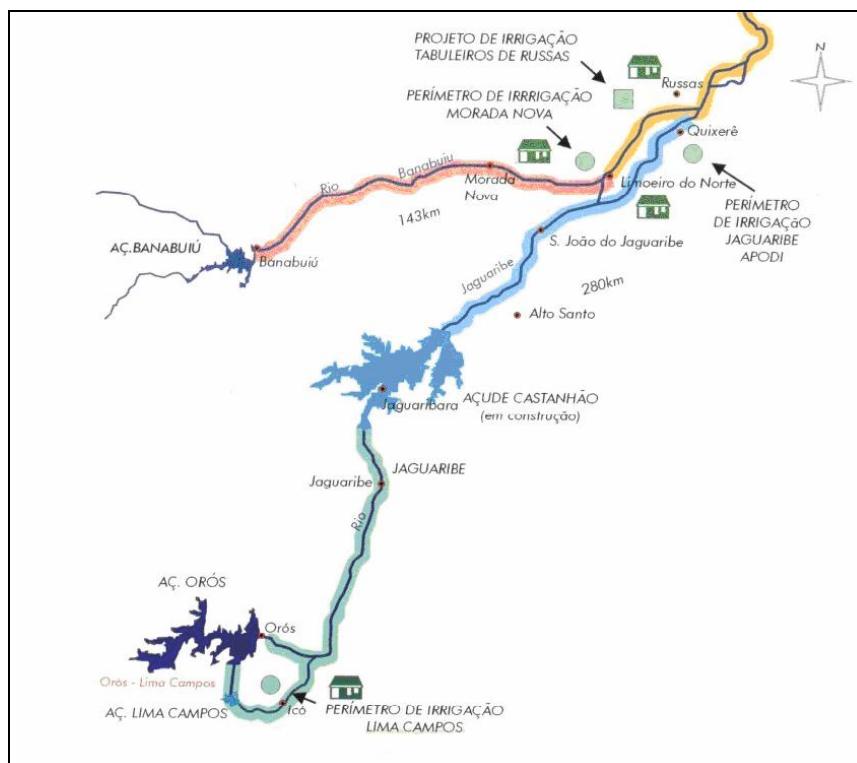 PROJETO DE IRRIGAÇÃO
TABULEIROS DE RUSSAS
N
Russas
PERÍMETRO DE IRRRIGAÇÃO
MORADA NOVA
Quixerê
Rio
Banabuiu
Morada
Nova
Limoeiro do Norte
143km
PERÍMETRO
DE IRRIGAÇÃO
JAGUARIBE
APODI
AÇ.BANABUIÚ
Banabuiú
S. João do Jaguaribe
Jaguaribe
280km
Alto Santo
Jaguaribara
AÇUDE CASTANHÃO
(em construção)
Jaguaribe
JAGUARIBE
Rio
AÇ. ORÓS
Orós
Orós - Lima Campos
AÇ. LIMA CAMPOS
Icó
PERÍMETRO DE IRRIGAÇÃO
LIMA CAMPOS